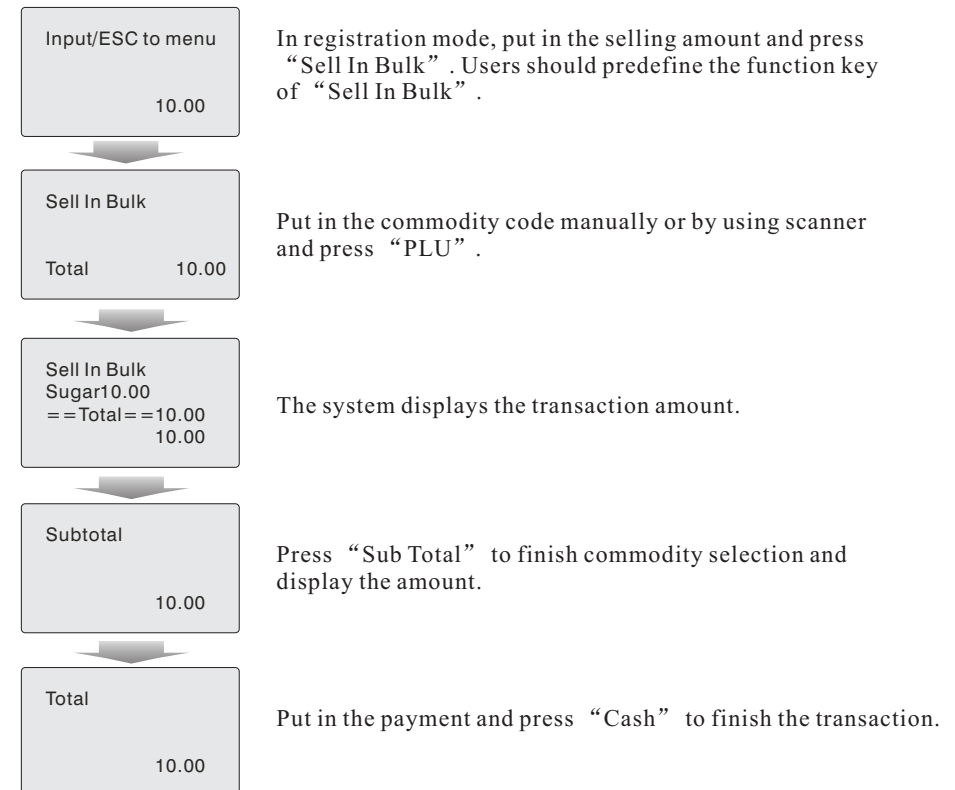 Input/ESC to menu
10.00
In registration mode, put in the selling amount and press
“Sell In Bulk”. Users should predefine the function key
of “Sell In Bulk”.
Sell In Bulk
Total 10.00
Put in the commodity code manually or by using scanner
and press “PLU”.
Sell In Bulk
Sugar10.00
==Total==10.00
10.00
The system displays the transaction amount.
Subtotal
10.00
Press “Sub Total” to finish commodity selection and
display the amount.
Total
10.00
Put in the payment and press “Cash” to finish the transaction.